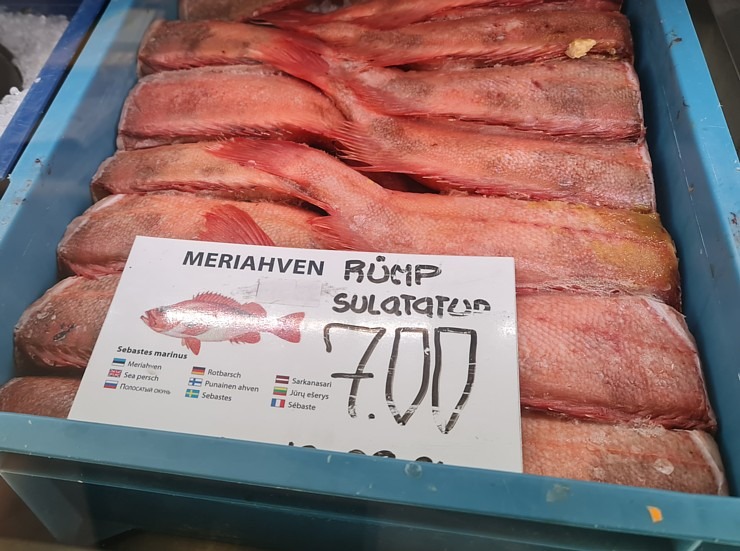 MERIAHVEN RÜMP
SULATATUD
7.00
Sebastes marinus
Meriahven
Sea persch
Полосатый окунь
Rotbarsch
Punainen ahven
Sebastes
Sarkanasari
Jūrų ešerys
Sébaste